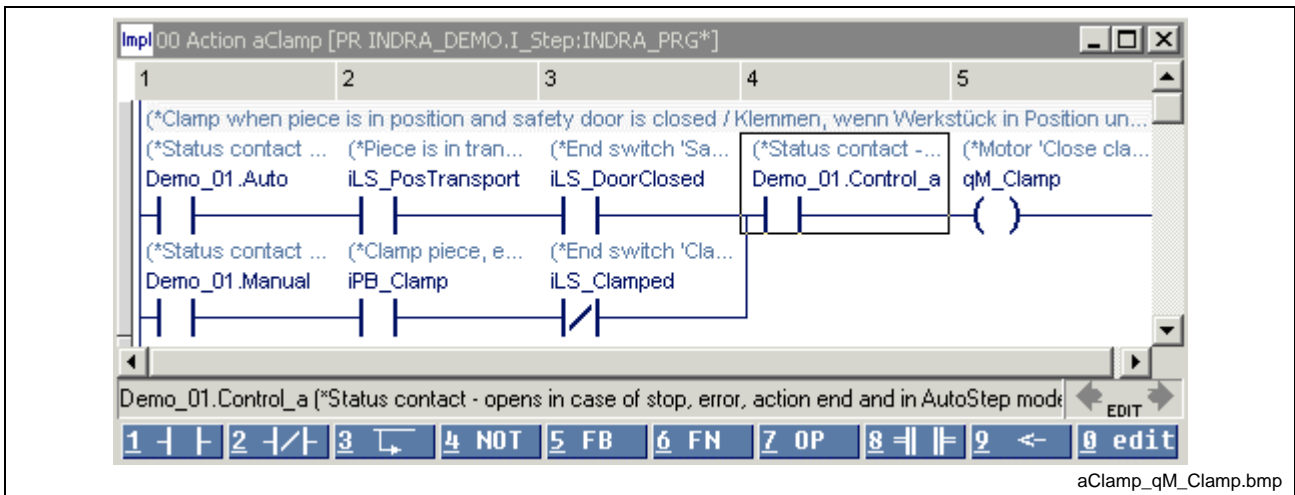 Impl 00 Action aClamp [PR INDRA_DEMO.I_Step:INDRA_PRG*]
1 2 3 4 5
(*Clamp when piece is in position and safety door is closed / Klemmen, wenn Werkstück in Position un...
(*Status contact ... (*Piece is in tran... (*End switch 'Sa... (*Status contact -... (*Motor 'Close cla...
Demo_01.Auto iLS_PosTransport iLS_DoorClosed Demo_01.Control_a qM_Clamp
(*Status contact ... (*Clamp piece, e... (*End switch 'Cla...
Demo_01.Manual iPB_Clamp iLS_Clamped
Demo_01.Control_a (*Status contact - opens in case of stop, error, action end and in AutoStep mode EDIT
1 2 3 4 NOT 5 FB 6 FN 7 OP 8 9 <- 0 edit
aClamp_qM_Clamp.bmp